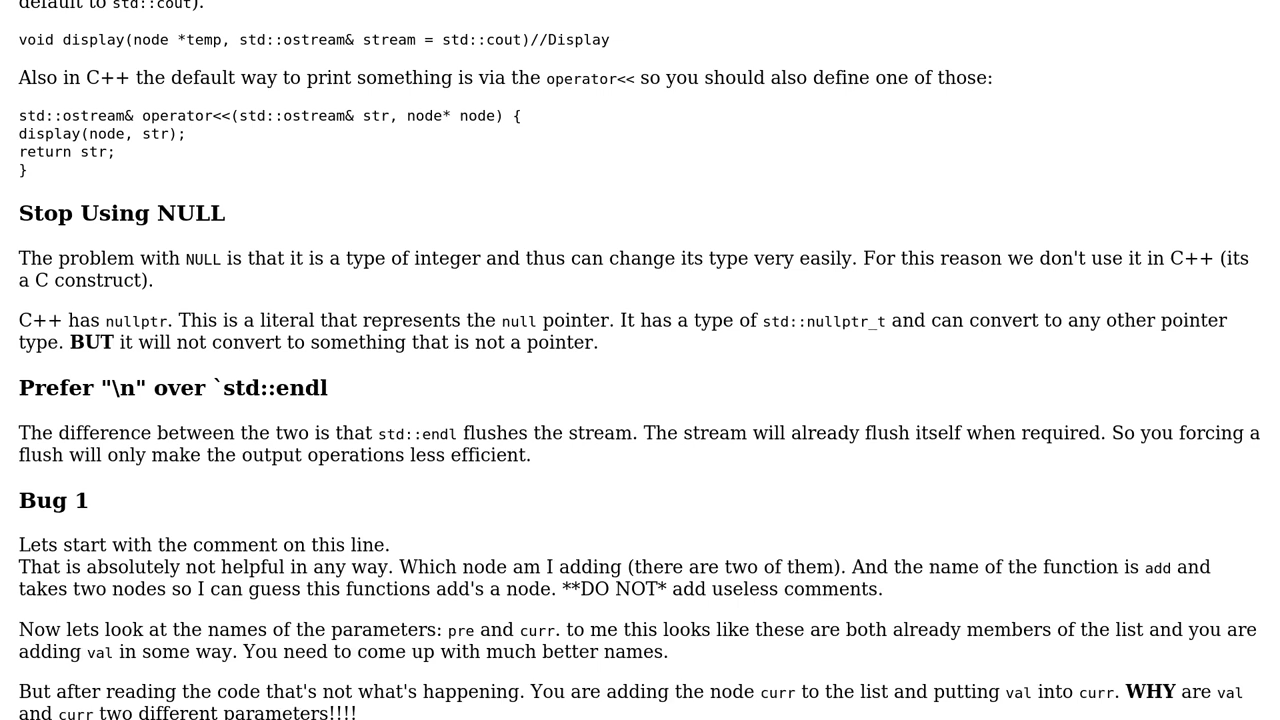 default to std::cout).
void display(node *temp, std::ostream& stream = std::cout)//Display
Also in C++ the default way to print something is via the operator<< so you should also define one of those:
std::ostream& operator<<(std::ostream& str, node* node) {
display(node, str);
return str;
}
Stop Using NULL
The problem with NULL is that it is a type of integer and thus can change its type very easily. For this reason we don't use it in C++ (its
a C construct).
C++ has nullptr. This is a literal that represents the null pointer. It has a type of std::nullptr_t and can convert to any other pointer
type. BUT it will not convert to something that is not a pointer.
Prefer "\n" over `std::endl
The difference between the two is that std::endl flushes the stream. The stream will already flush itself when required. So you forcing a
flush will only make the output operations less efficient.
Bug 1
Lets start with the comment on this line.
That is absolutely not helpful in any way. Which node am I adding (there are two of them). And the name of the function is add and
takes two nodes so I can guess this functions add's a node. **DO NOT* add useless comments.
Now lets look at the names of the parameters: pre and curr. to me this looks like these are both already members of the list and you are
adding val in some way. You need to come up with much better names.
But after reading the code that's not what's happening. You are adding the node curr to the list and putting val into curr. WHY are val
and curr two different parameters!!!!